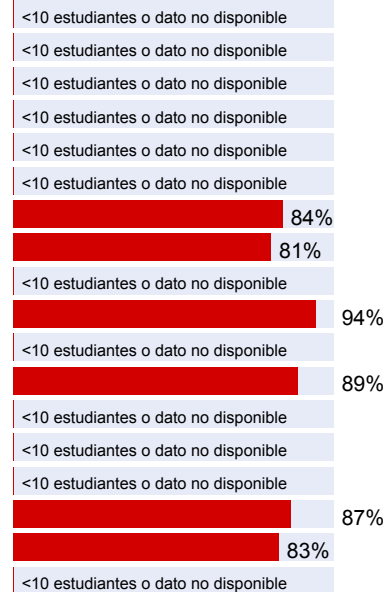 <10 estudiantes o dato no disponible
<10 estudiantes o dato no disponible
<10 estudiantes o dato no disponible
<10 estudiantes o dato no disponible
<10 estudiantes o dato no disponible
<10 estudiantes o dato no disponible
84%
81%
<10 estudiantes o dato no disponible
94%
<10 estudiantes o dato no disponible
89%
<10 estudiantes o dato no disponible
<10 estudiantes o dato no disponible
<10 estudiantes o dato no disponible
87%
83%
<10 estudiantes o dato no disponible